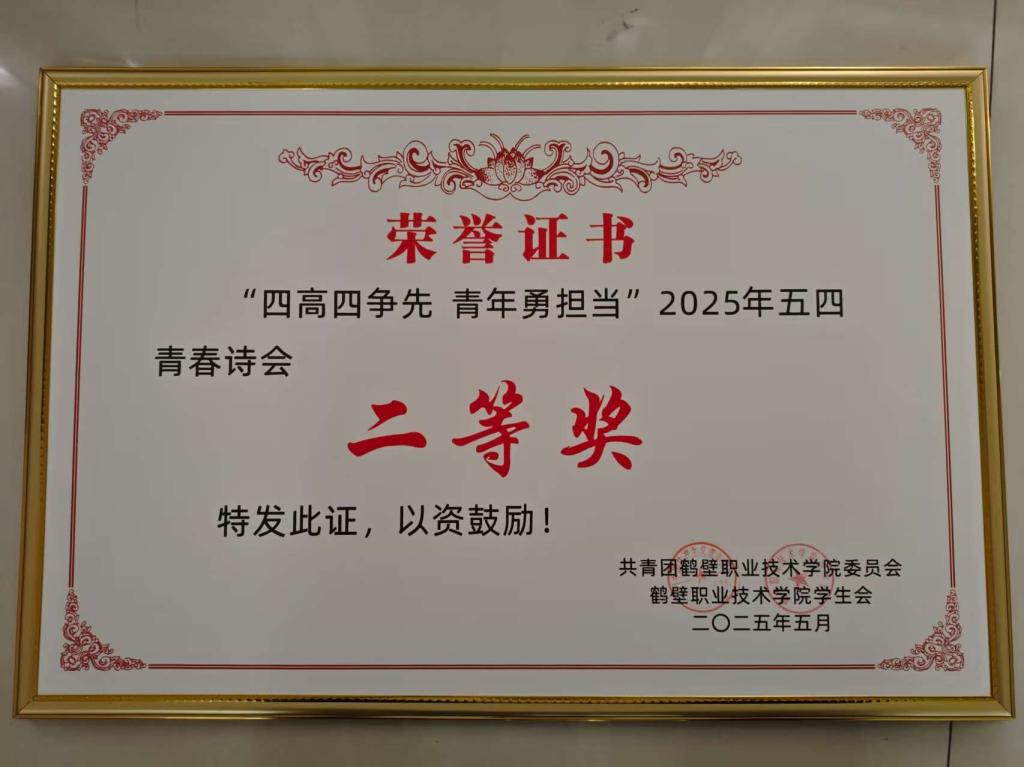 荣誉证书
“四高四争先 青年勇担当”2025年五四
青春诗会
二等奖
特发此证，以资鼓励！
共青团鹤壁职业技术学院委员会
鹤壁职业技术学院学生会
二〇二五年五月